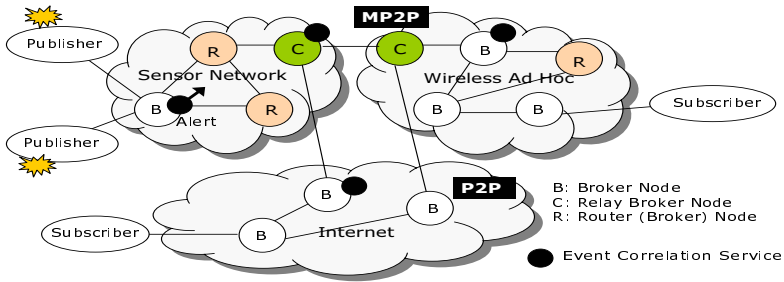 MP2P
Publisher
R
C
C
B
R
Sensor Network
Wireless Ad Hoc
B
Alert
R
B
B
Subscriber
Publisher
B
P2P
B
B: Broker Node
C: Relay Broker Node
R: Router (Broker) Node
Subscriber
B
Internet
Event Correlation Service